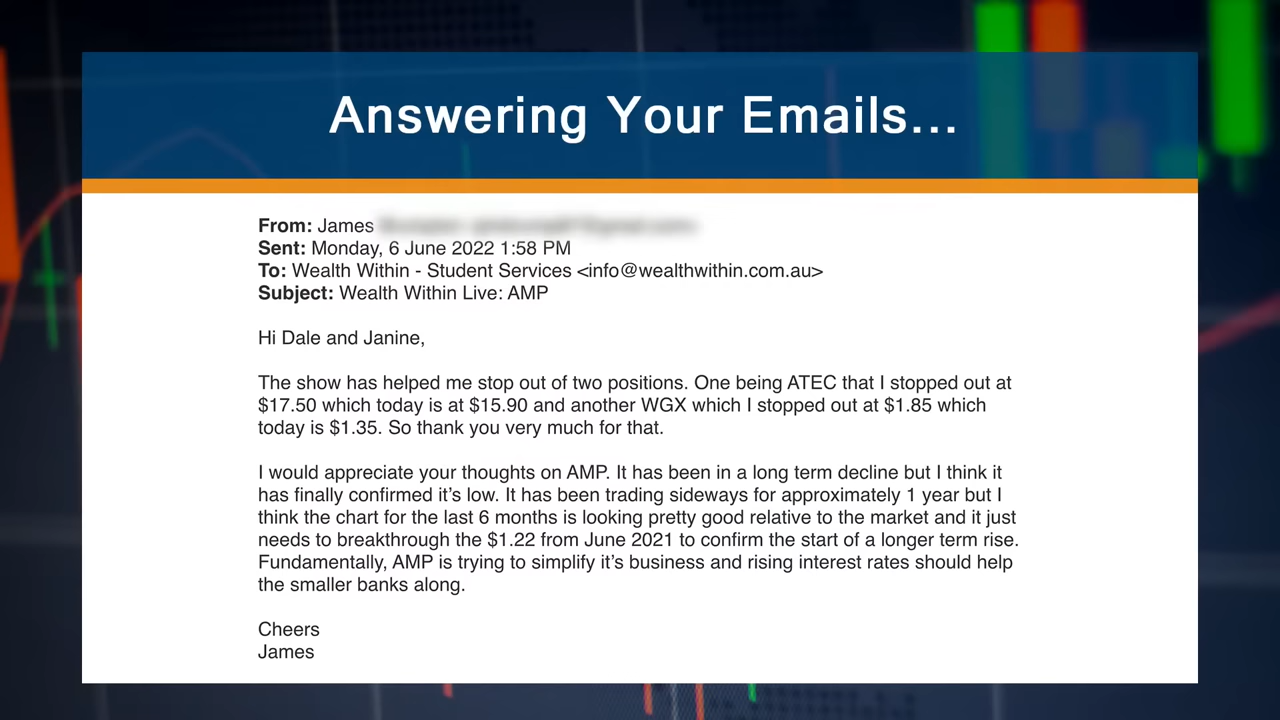 Answering Your Emails...
From: James
Sent: Monday, 6 June 2022 1:58 PM
To: Wealth Within - Student Services <info@wealthwithin.com.au>
Subject: Wealth Within Live: AMP
Hi Dale and Janine,
The show has helped me stop out of two positions. One being ATEC that I stopped out at
$17.50 which today is at $15.90 and another WGX which I stopped out at $1.85 which
today is $1.35. So thank you very much for that.
I would appreciate your thoughts on AMP. It has been in a long term decline but I think it
has finally confirmed it's low. It has been trading sideways for approximately 1 year but I
think the chart for the last 6 months is looking pretty good relative to the market and it just
needs to breakthrough the $1.22 from June 2021 to confirm the start of a longer term rise.
Fundamentally, AMP is trying to simplify it's business and rising interest rates should help
the smaller banks along.
Cheers
James